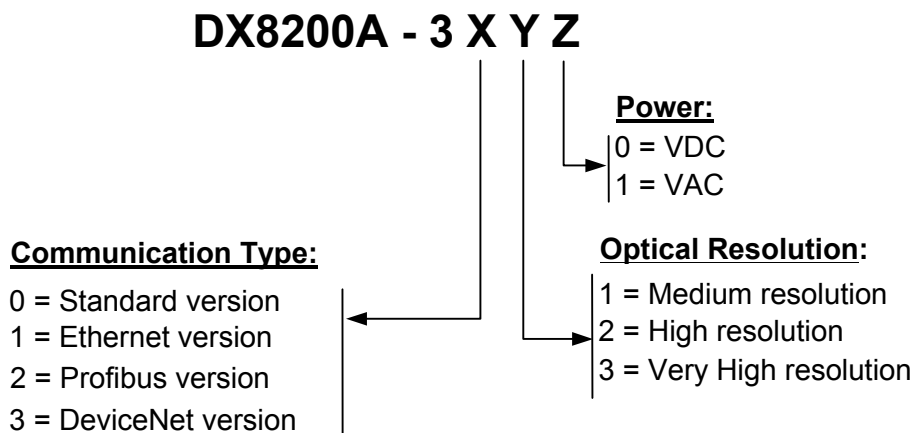 DX8200A - 3 X Y Z
Power:
0 = VDC
1 = VAC
Communication Type:
0 = Standard version
1 = Ethernet version
2 = Profibus version
3 = DeviceNet version
Optical Resolution:
1 = Medium resolution
2 = High resolution
3 = Very High resolution